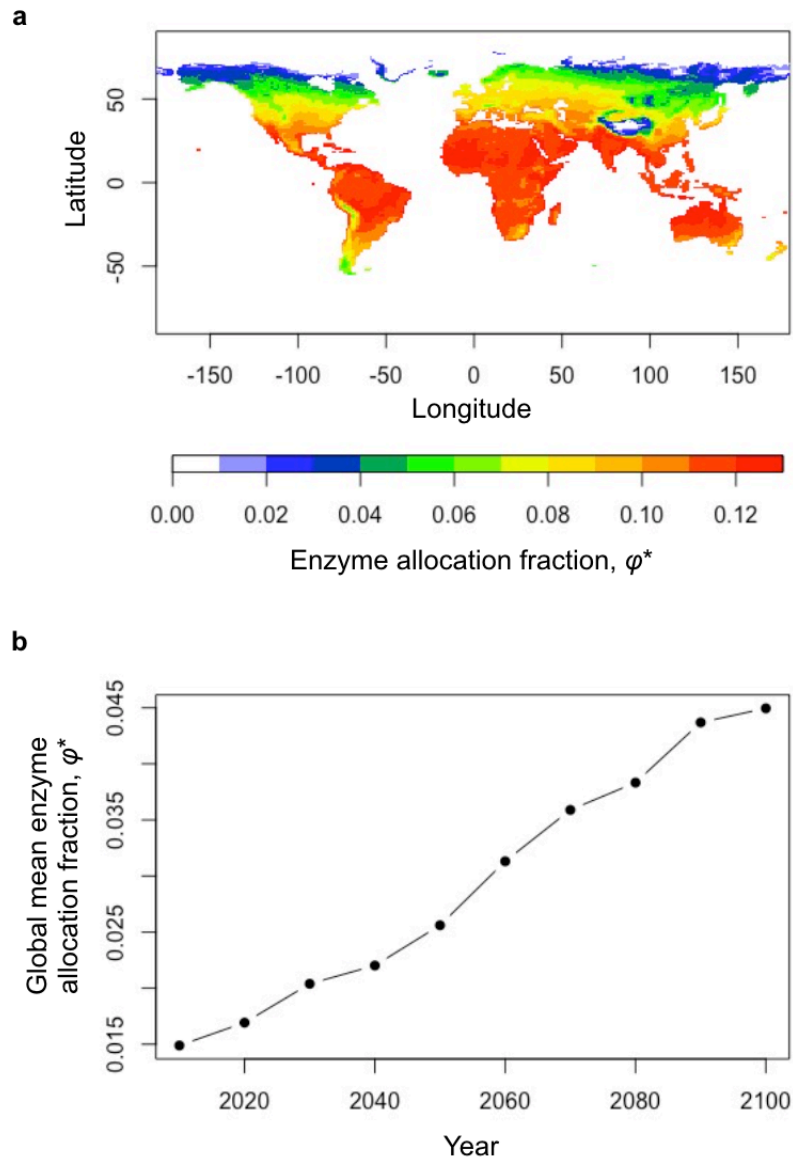 a
50
0
-50
Latitude
-150 -100 -50 0 50 100 150
Longitude
0.00 0.02 0.04 0.06 0.08 0.10 0.12
Enzyme allocation fraction, φ*
b
0.045
0.035
0.025
0.015
Global mean enzyme
allocation fraction, φ*
2020 2040 2060 2080 2100
Year